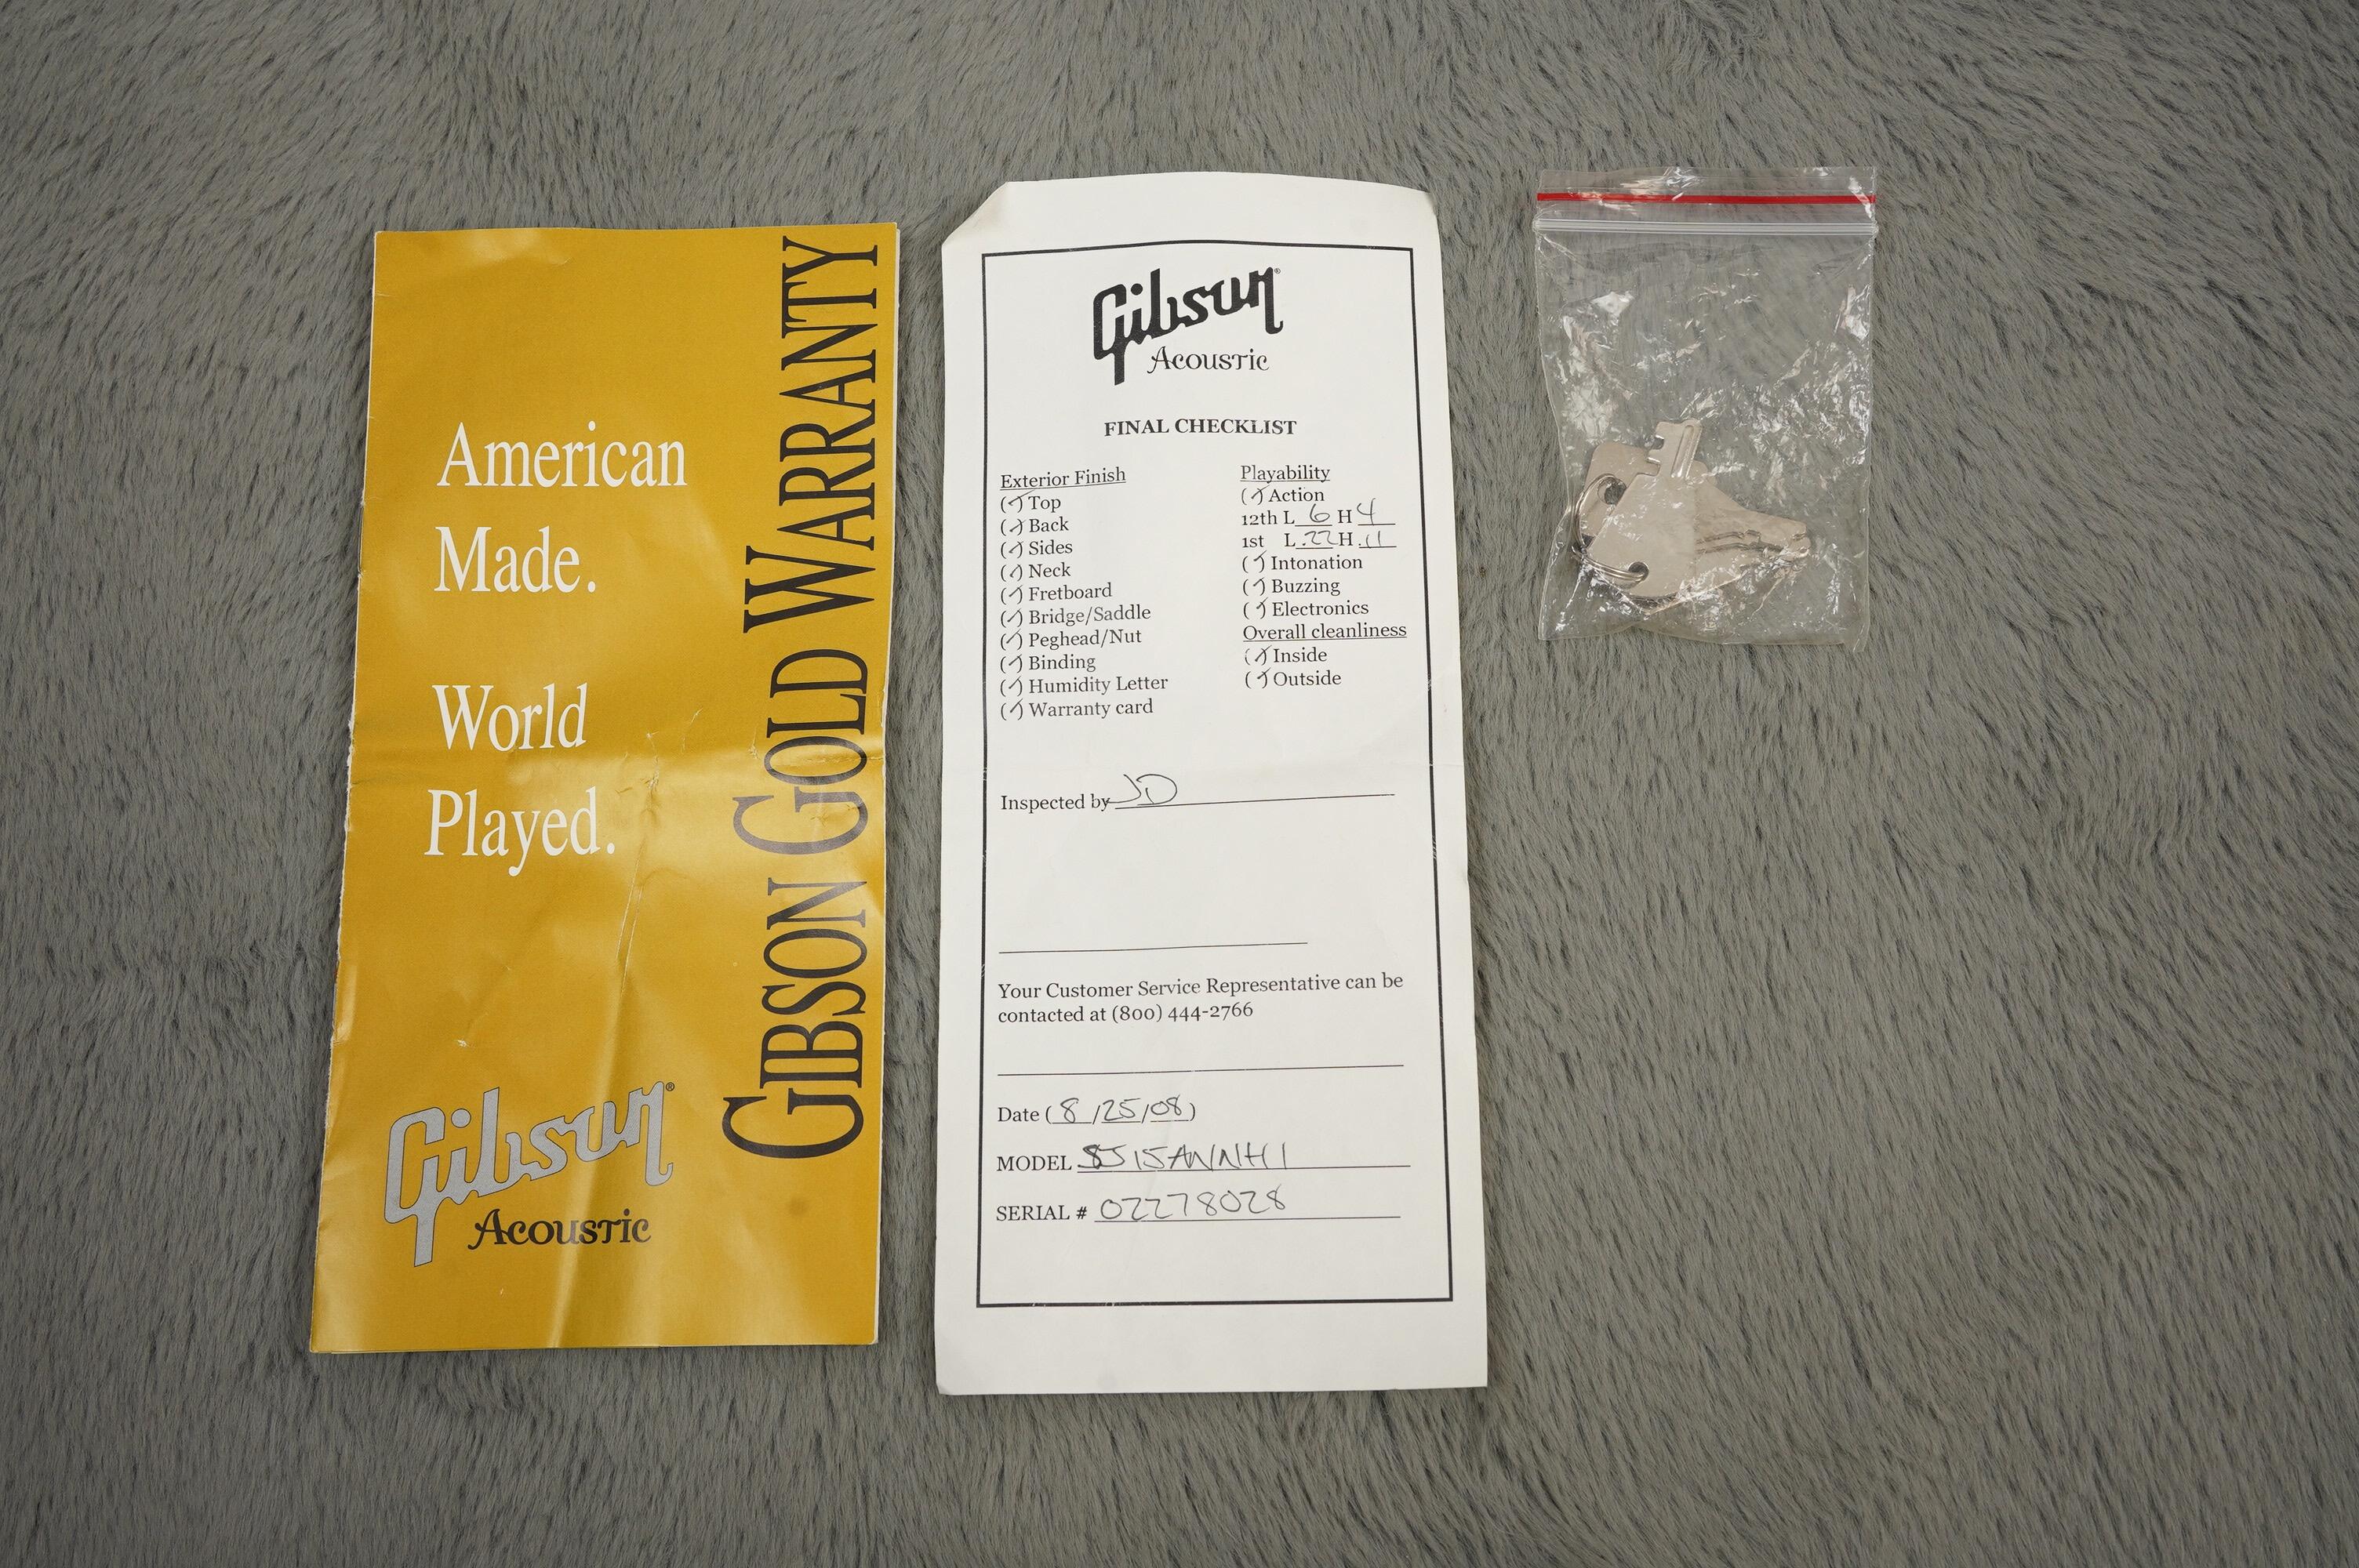 American
Made.
World
Played.
GIBSON GOLD WARRANTY
Gibson®
Acoustic
Gibson®
Acoustic
FINAL CHECKLIST
Exterior Finish
(✓) Top
(✓) Back
(✓) Sides
(✓) Neck
(✓) Fretboard
(✓) Bridge/Saddle
(✓) Peghead/Nut
(✓) Binding
(✓) Humidity Letter
(✓) Warranty card
Playability
(✓) Action
12th L 6 H 4
1st L .22 H .11
(✓) Intonation
(✓) Buzzing
(✓) Electronics
Overall cleanliness
(✓) Inside
(✓) Outside
Inspected by JD
Your Customer Service Representative can be
contacted at (800) 444-2766
Date (8/25/08)
MODEL
SERIAL # 02278028